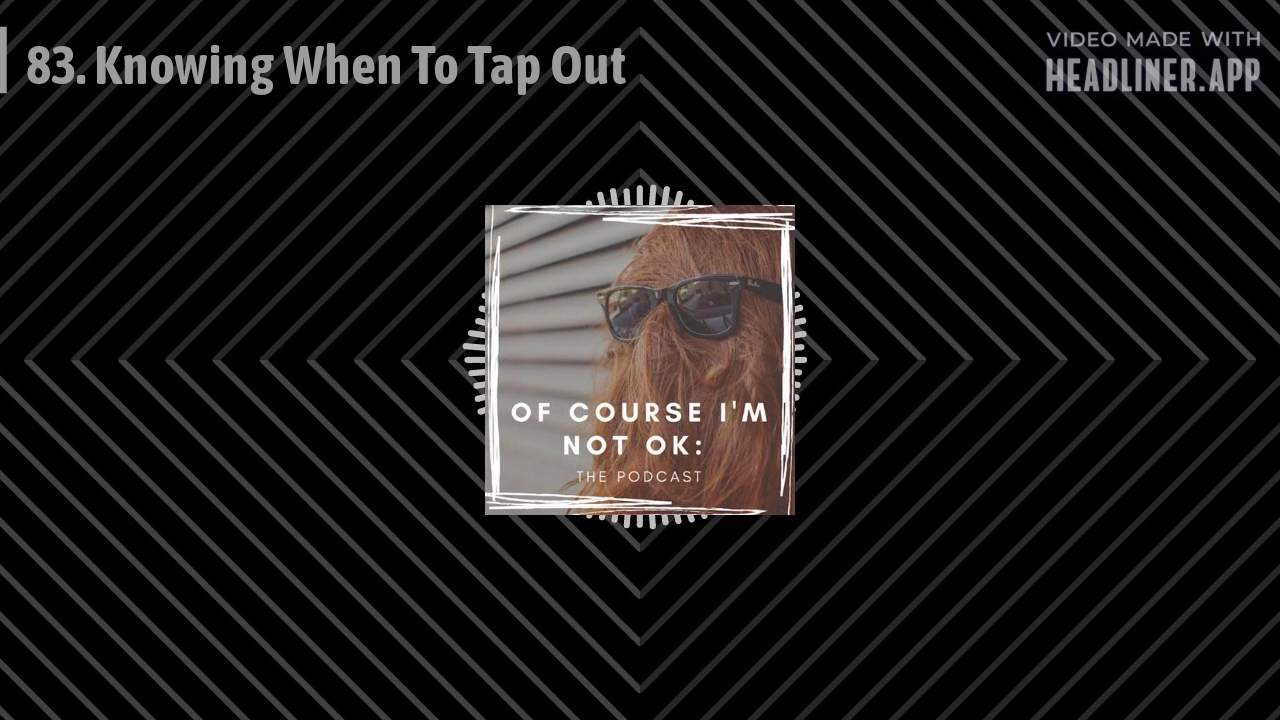 83. Knowing When To Tap Out
VIDEO MADE WITH
HEADLINER.APP
OF COURSE I'M
NOT OK:
THE PODCAST